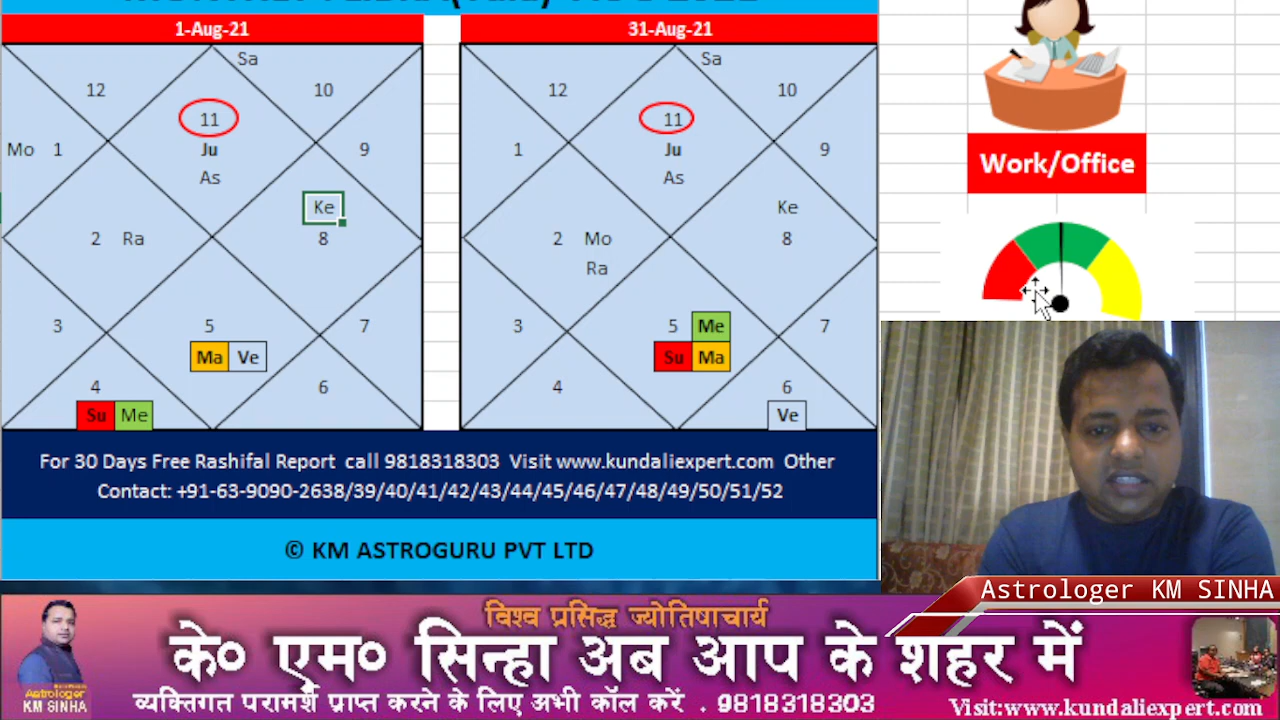 1-Aug-21
31-Aug-21
Sa
12
10
11
Mo 1
Ju
9
As
Ke
2 Ra
8
3
5
7
Ma Ve
4
6
Su Me
Sa
12
10
11
1
Ju
9
As
Ke
2 Mo
8
Ra
3
5 Me
7
Su Ma
4
6
Ve
Work/Office
For 30 Days Free Rashifal Report call 9818318303 Visit www.kundaliexpert.com Other
Contact: +91-63-9090-2638/39/40/41/42/43/44/45/46/47/48/49/50/51/52
© KM ASTROGURU PVT LTD
Astrologer KM SINHA
विश्व प्रसिद्ध ज्योतिषाचार्य
के० एम० सिन्हा अब आप के शहर में
Astrologer
KM SINHA
व्यक्तिगत परामर्श प्राप्त करने के लिए अभी कॉल करें . 9818318303
Visit:www.kundaliexpert.com